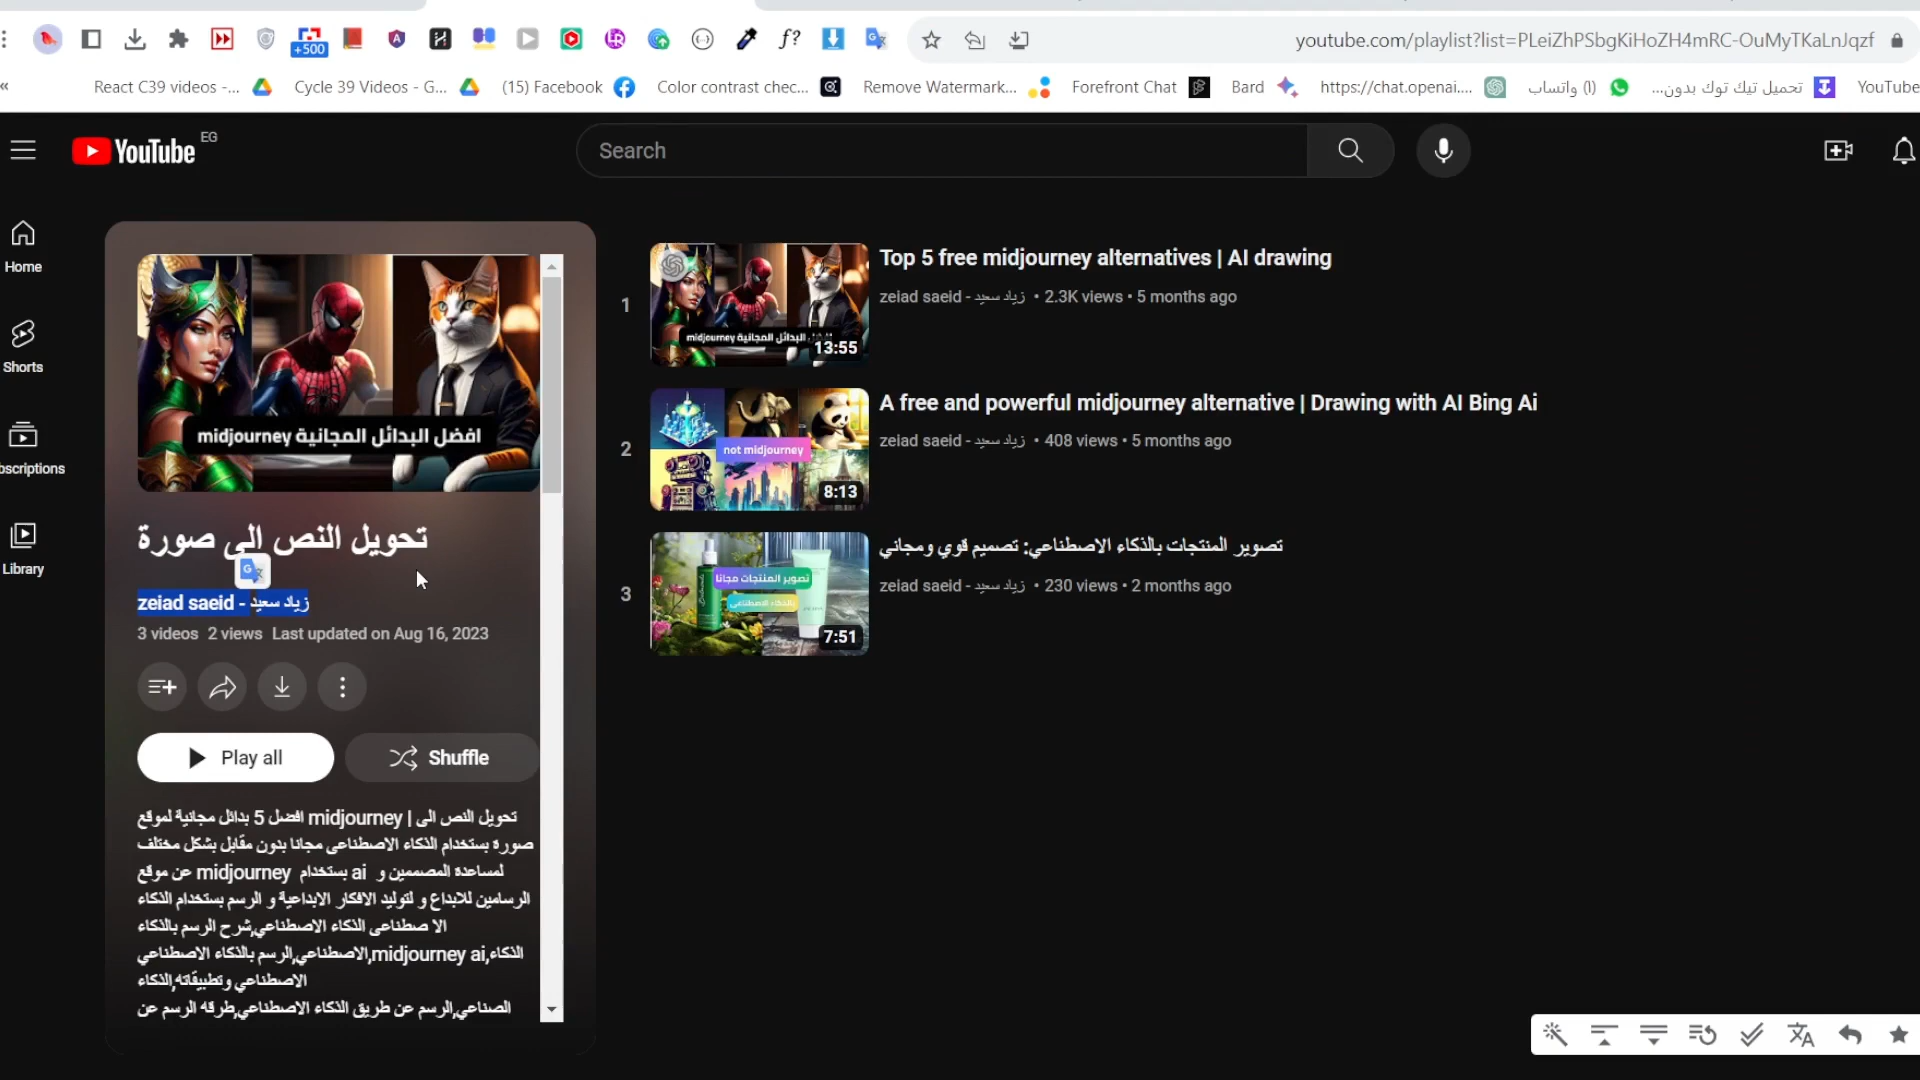 +500
youtube.com/playlist?list=PLeiZhPSbgKiHoZH4mRC-OuMyTKaLnJqzf
React C39 videos -...
Cycle 39 Videos - G...
(15) Facebook
Color contrast chec...
Remove Watermark...
Forefront Chat
Bard
https://chat.openai....
(1) واتساب
تحميل تيك توك بدون...
YouTube
YouTube EG
Search
Home
Shorts
bscriptions
Library
افضل البدائل المجانية midjourney
تحويل النص الى صورة
zeiad saeid - زياد سعيد
3 videos 2 views Last updated on Aug 16, 2023
Play all
Shuffle
افضل 5 بدائل مجانية لموقع midjourney | تحويل النص الى
صورة بستخدام الذكاء الاصطناعى مجانا بدون مقابل بشكل مختلف
عن موقع midjourney بستخدام ai لمساعدة المصممين و
الرسامين للابداع و لتوليد الافكار الابداعية و الرسم بستخدام الذكاء
الا صطناعى الذكاء الاصطناعي,شرح الرسم بالذكاء
الاصطناعي,الرسم بالذكاء الاصطناعي,midjourney ai,الذكاء
الاصطناعي وتطبيقاته,الذكاء
الصناعي,الرسم عن طريق الذكاء الاصطناعي,طرقه الرسم عن
1
13:55
Top 5 free midjourney alternatives | AI drawing
zeiad saeid - زياد سعيد • 2.3K views • 5 months ago
2
not midjourney
8:13
A free and powerful midjourney alternative | Drawing with AI Bing Ai
zeiad saeid - زياد سعيد • 408 views • 5 months ago
3
تصوير المنتجات مجانا
بالذكاء الاصطناعي
7:51
تصوير المنتجات بالذكاء الاصطناعي: تصميم قوي ومجاني
zeiad saeid - زياد سعيد • 230 views • 2 months ago